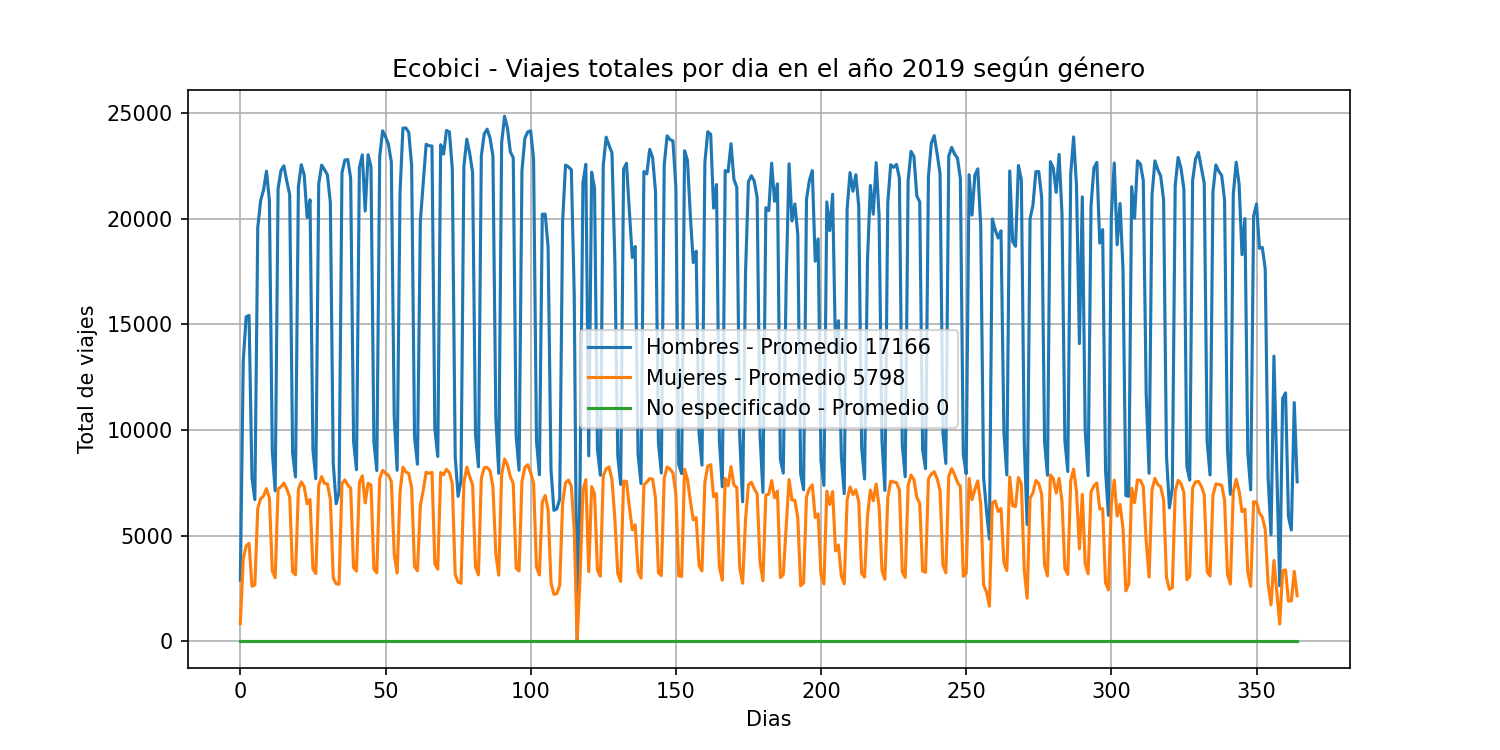 Ecobici - Viajes totales por dia en el año 2019 según género
Total de viajes
25000
20000
15000
10000
5000
0
Hombres - Promedio 17166
Mujeres - Promedio 5798
No especificado - Promedio 0
0 50 100 150 200 250 300 350
Dias